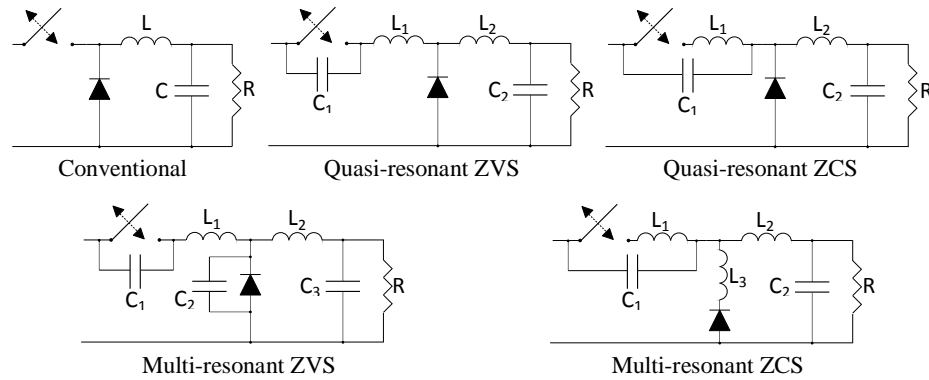 L
C
R
Conventional
L₁
L₂
C₁
C₂
R
Quasi-resonant ZVS
L₁
L₂
C₁
C₂
R
Quasi-resonant ZCS
L₁
L₂
C₁
C₂
C₃
R
Multi-resonant ZVS
L₁
L₂
C₁
L₃
C₂
R
Multi-resonant ZCS